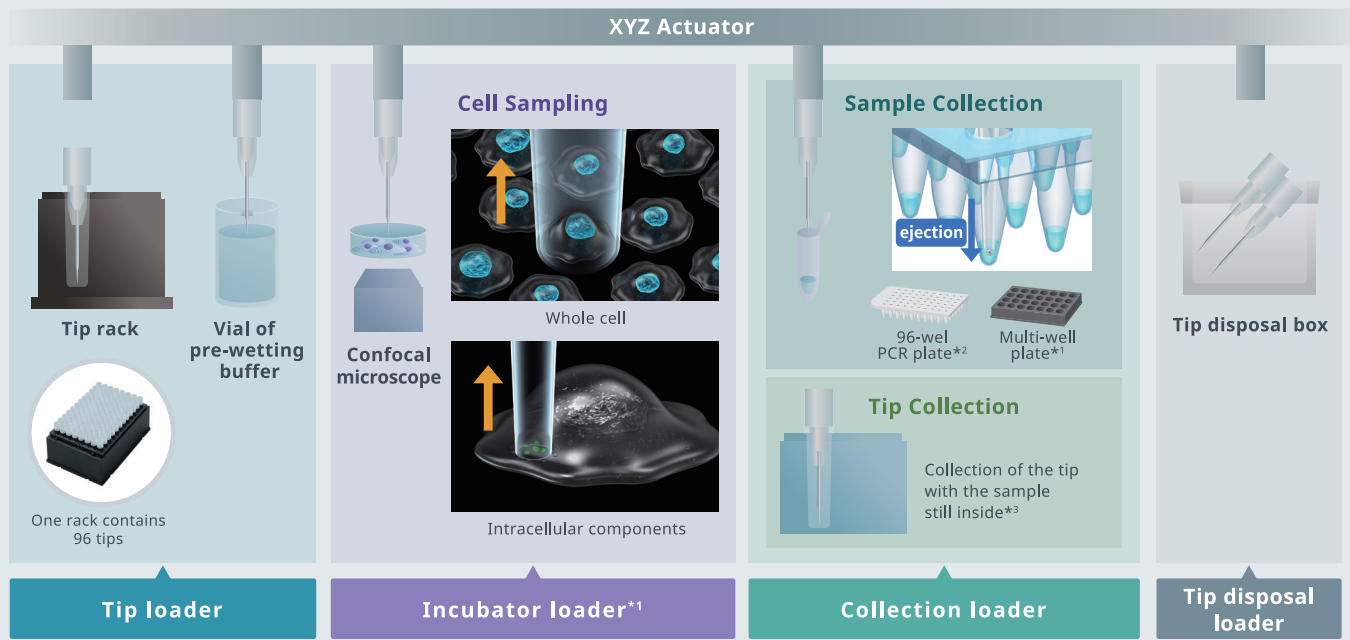 XYZ Actuator
Tip rack
One rack contains
96 tips
Vial of
pre-wetting
buffer
Tip loader
Cell Sampling
Whole cell
Confocal
microscope
Intracellular components
Incubator loader*1
Sample Collection
ejection
96-wel
PCR plate*2
Multi-well
plate*1
Tip Collection
Collection of the tip
with the sample
still inside*3
Collection loader
Tip disposal box
Tip disposal
loader